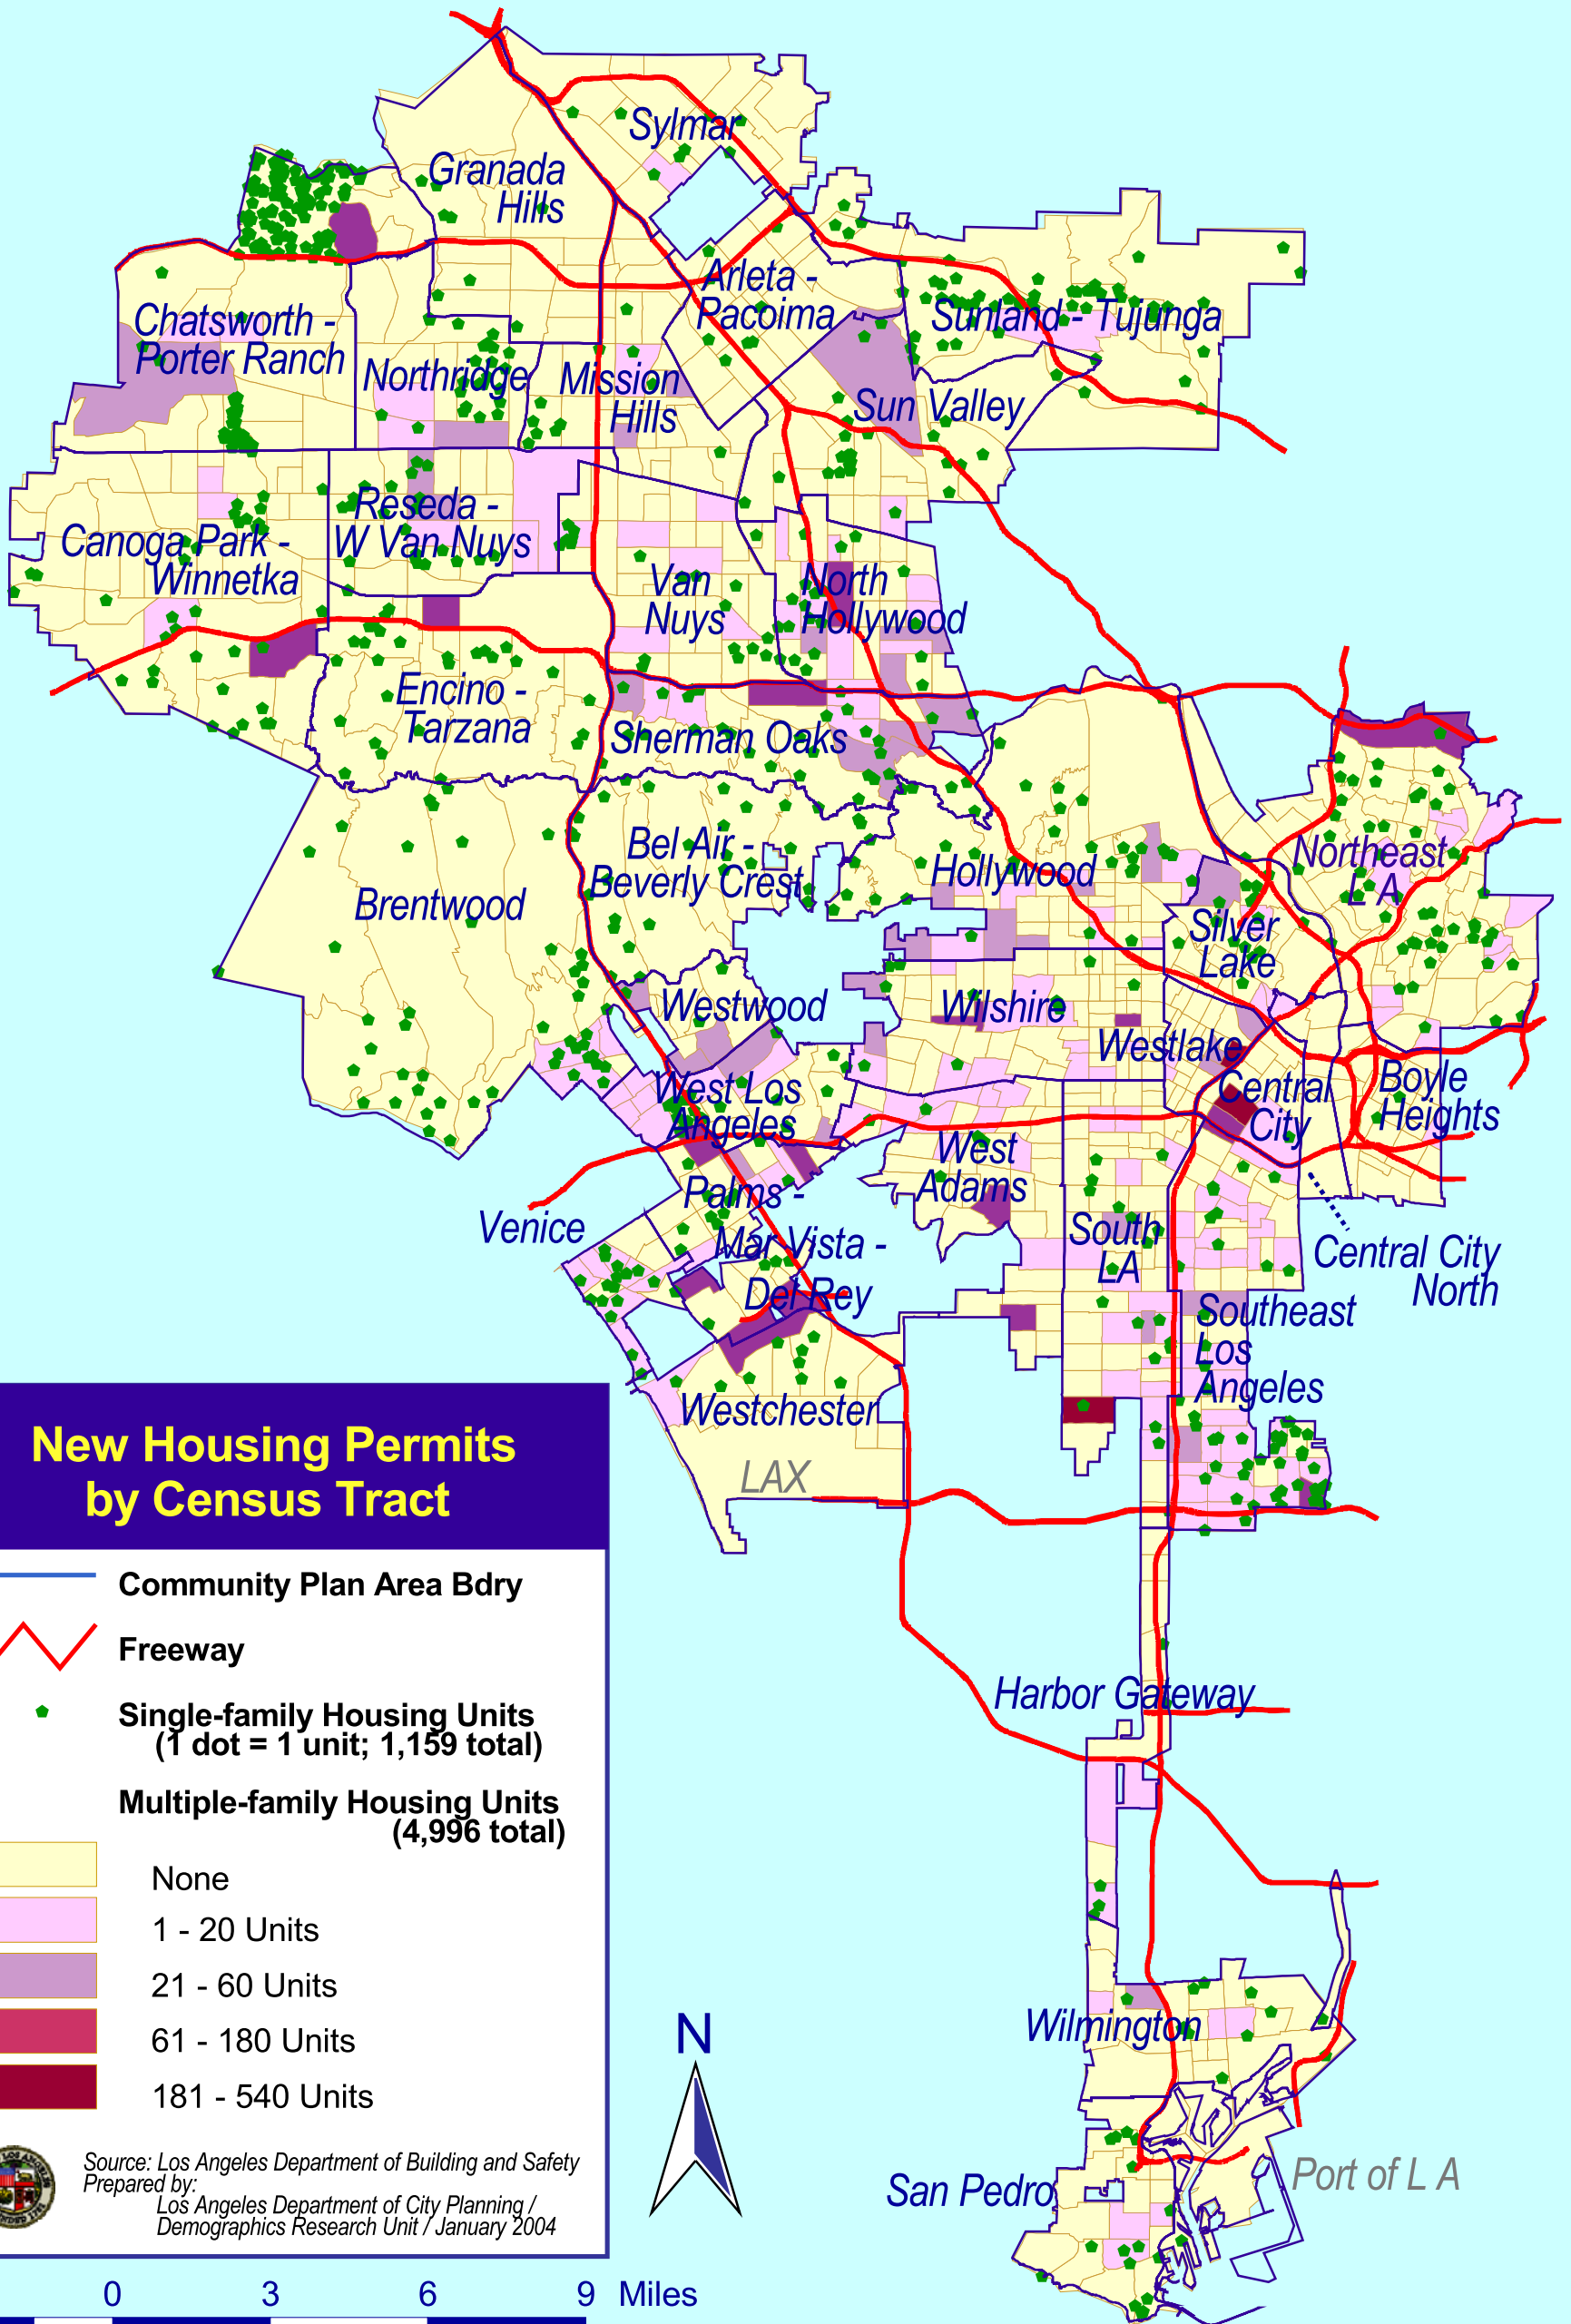 Sylmar
Granada
Hills
Arleta -
Pacoima
Sunland - Tujunga
Chatsworth -
Porter Ranch
Northridge
Mission
Hills
Sun Valley
Reseda -
W Van Nuys
Canoga Park -
Winnetka
Van
Nuys
North
Hollywood
Encino -
Tarzana
Sherman Oaks
Bel Air -
Beverly Crest
Hollywood
Northeast
L A
Brentwood
Silver
Lake
Westwood
Wilshire
Westlake
West Los
Angeles
Central
City
Boyle
Heights
West
Adams
Palms -
Mar Vista -
Del Rey
Venice
South
LA
Central City
North
Southeast
Los
Angeles
Westchester
LAX
New Housing Permits
by Census Tract
Community Plan Area Bdry
Freeway
Single-family Housing Units
(1 dot = 1 unit; 1,159 total)
Multiple-family Housing Units
(4,996 total)
None
1 - 20 Units
21 - 60 Units
61 - 180 Units
181 - 540 Units
Source: Los Angeles Department of Building and Safety
Prepared by:
Los Angeles Department of City Planning /
Demographics Research Unit / January 2004
Harbor Gateway
Wilmington
N
San Pedro
Port of L A
0 3 6 9 Miles